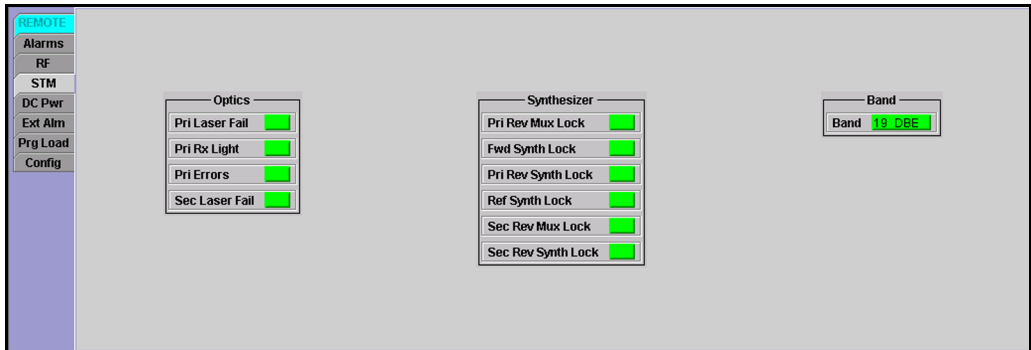 REMOTE
Alarms
RF
STM
DC Pwr
Ext Alm
Prg Load
Config
Optics
Pri Laser Fail
Pri Rx Light
Pri Errors
Sec Laser Fail
Synthesizer
Pri Rev Mux Lock
Fwd Synth Lock
Pri Rev Synth Lock
Ref Synth Lock
Sec Rev Mux Lock
Sec Rev Synth Lock
Band
Band 19 DBE